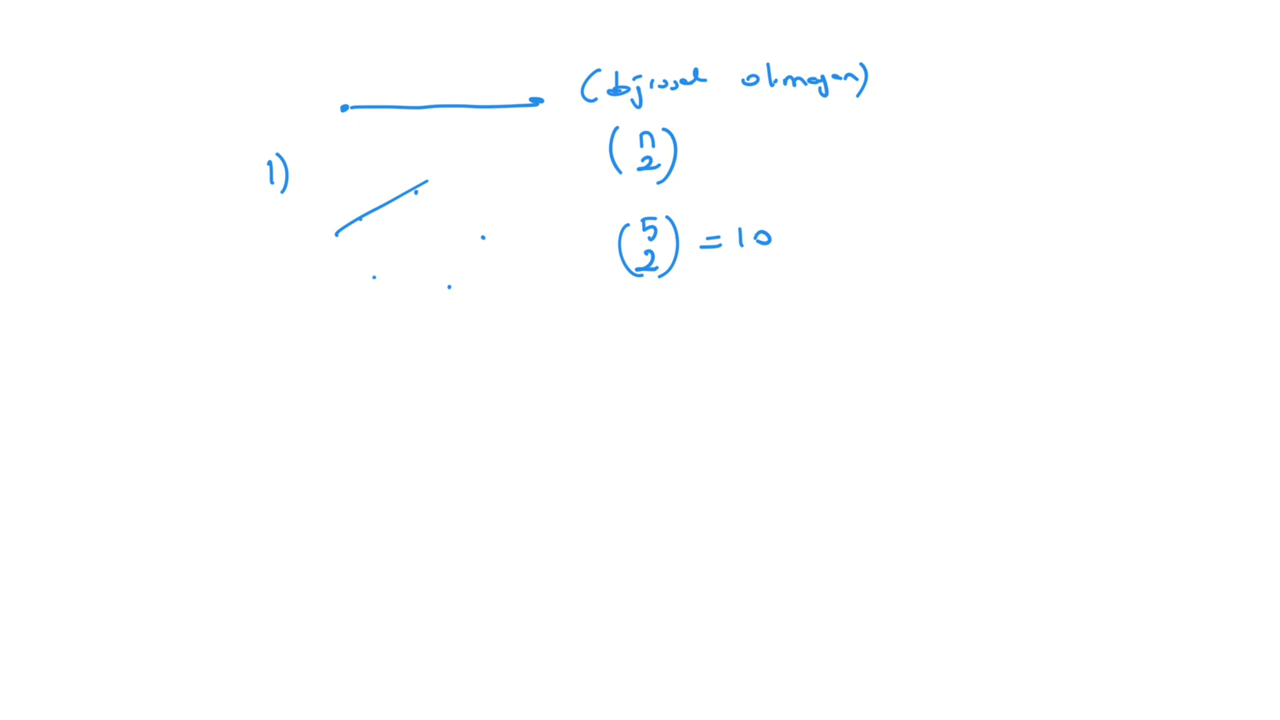 (doğrusal olmayan)
1)
(n 2)
(5 2) = 10